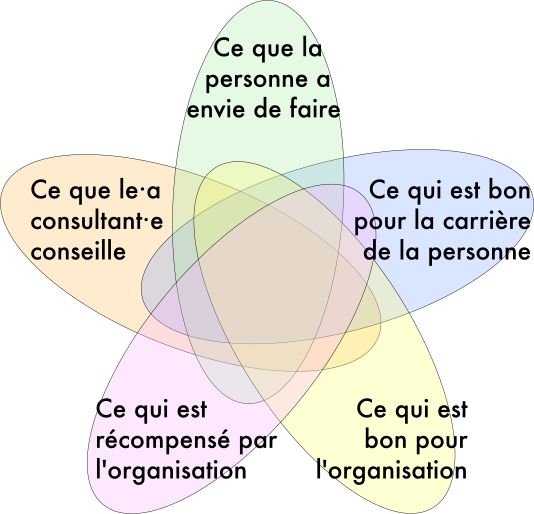 Ce que la
personne a
envie de faire
Ce que le·a
consultant·e
conseille
Ce qui est bon
pour la carrière
de la personne
Ce qui est
récompensé par
l'organisation
Ce qui est
bon pour
l'organisation